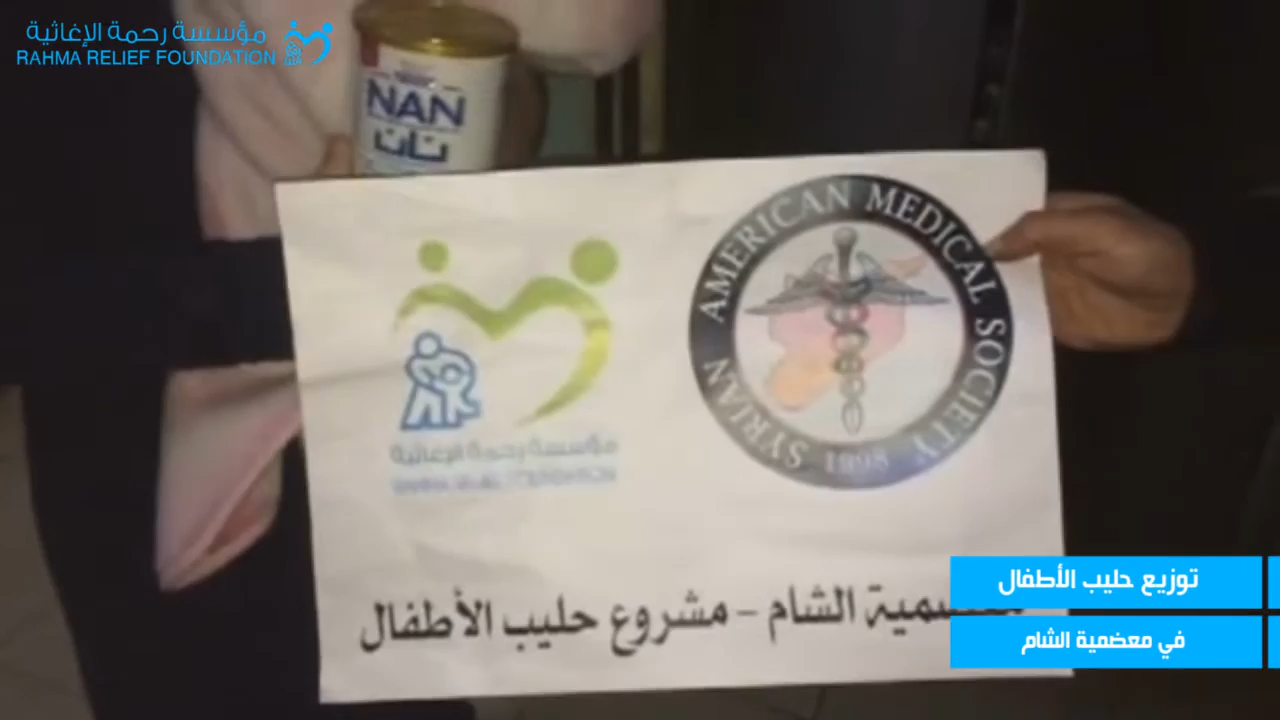 مؤسسة رحمة الإغاثية
RAHMA RELIEF FOUNDATION
NAN
نان
SYRIAN AMERICAN MEDICAL SOCIETY
1998
مؤسسة رحمة الإغاثية
الشام - مشروع حليب الأطفال
توزيع حليب الأطفال
في معضمية الشام